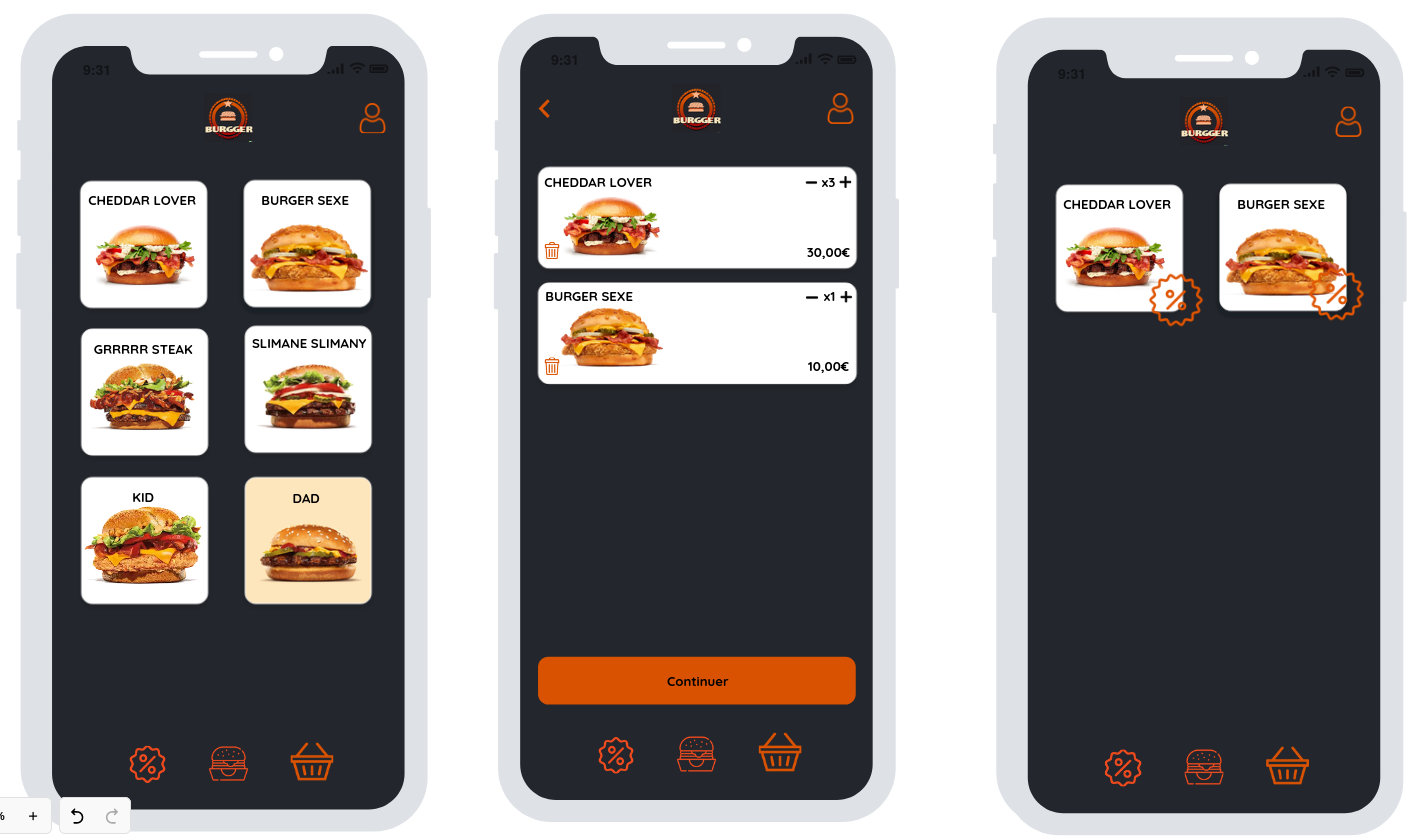 9:31
BURGGER
CHEDDAR LOVER
BURGER SEXE
GRRRRR STEAK
SLIMANE SLIMANY
KID
DAD
%
+
9:31
BURGGER
CHEDDAR LOVER
− x3 +
30,00€
BURGER SEXE
− x1 +
10,00€
Continuer
%
9:31
BURGGER
CHEDDAR LOVER
BURGER SEXE
%
%
%
% +